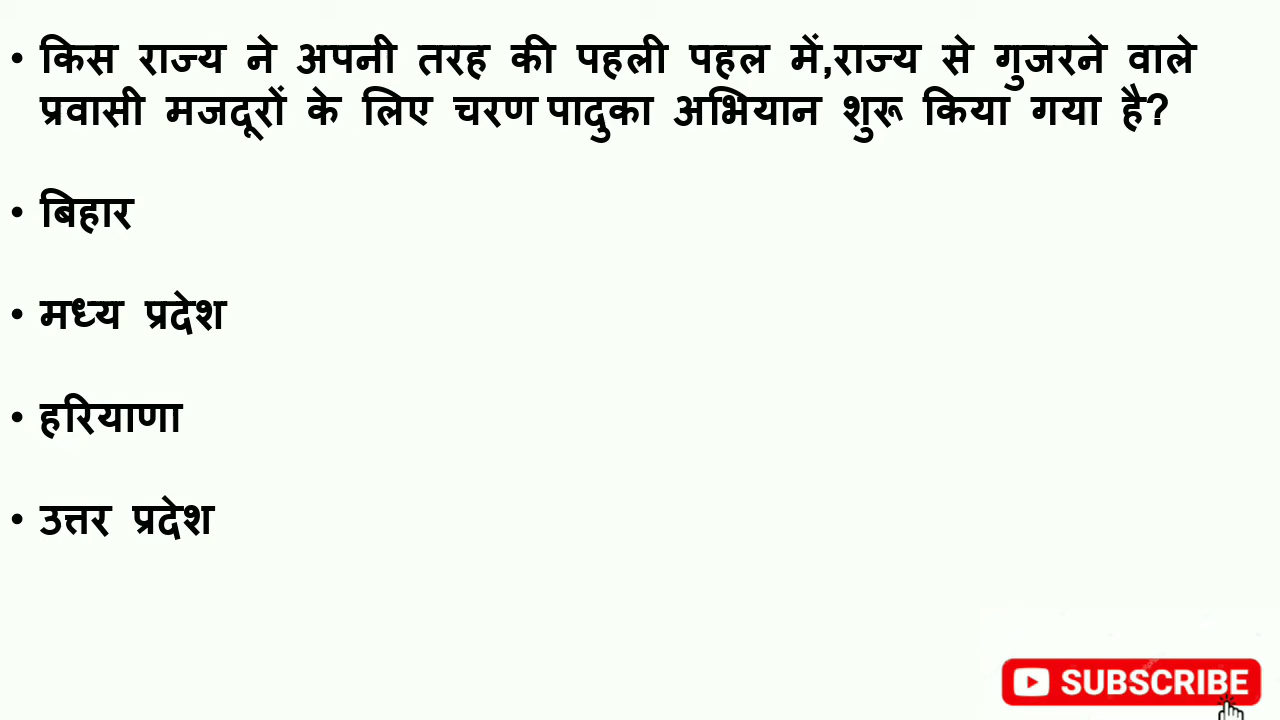 • किस राज्य ने अपनी तरह की पहली पहल में,राज्य से गुजरने वाले
प्रवासी मजदूरों के लिए चरण पादुका अभियान शुरू किया गया है?
• बिहार
• मध्य प्रदेश
• हरियाणा
• उत्तर प्रदेश
SUBSCRIBE